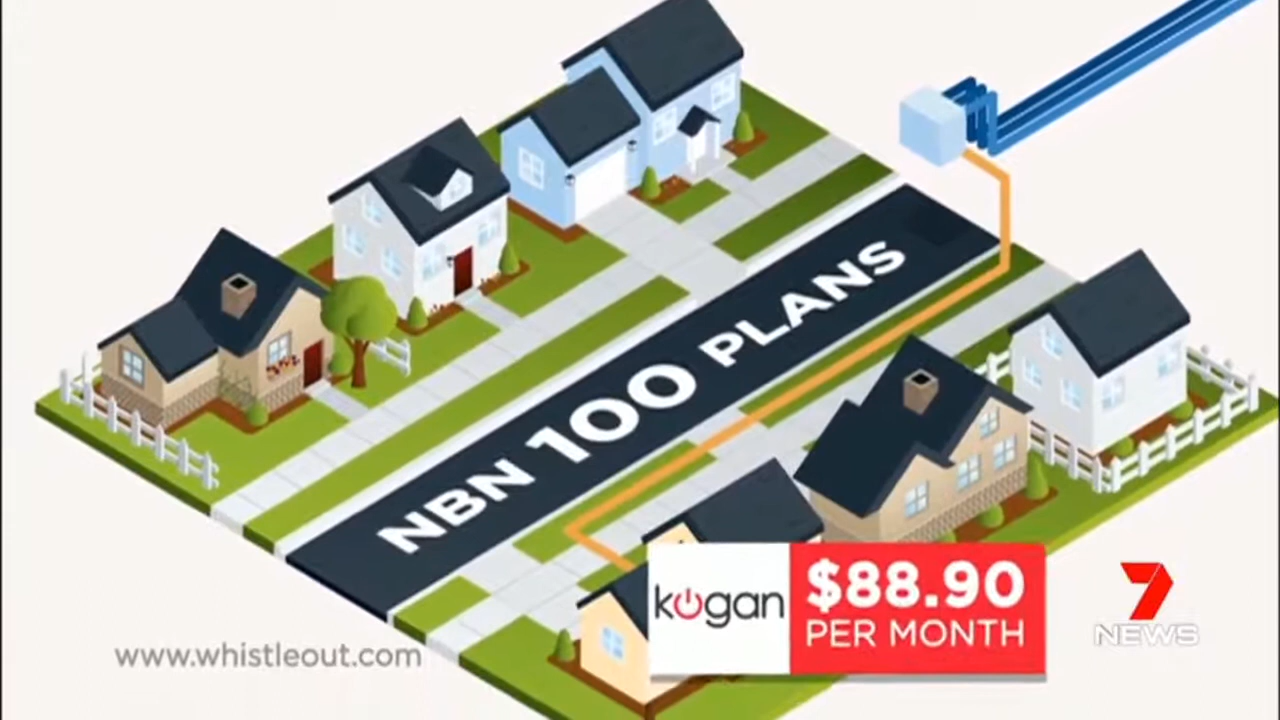 NBN 100 PLANS
kogan
$88.90
PER MONTH
7
NEWS
www.whistleout.com